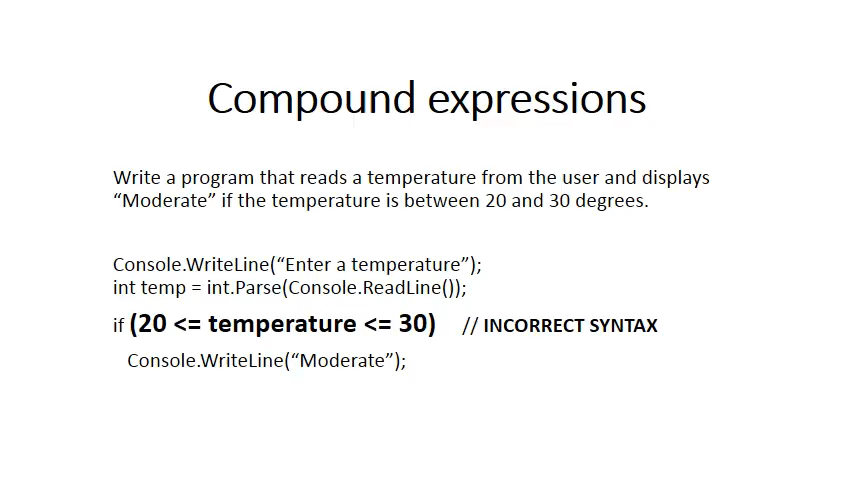 Compound expressions
Write a program that reads a temperature from the user and displays
“Moderate” if the temperature is between 20 and 30 degrees.
Console.WriteLine(“Enter a temperature”);
int temp = int.Parse(Console.ReadLine());
if (20 <= temperature <= 30) // INCORRECT SYNTAX
Console.WriteLine(“Moderate”);